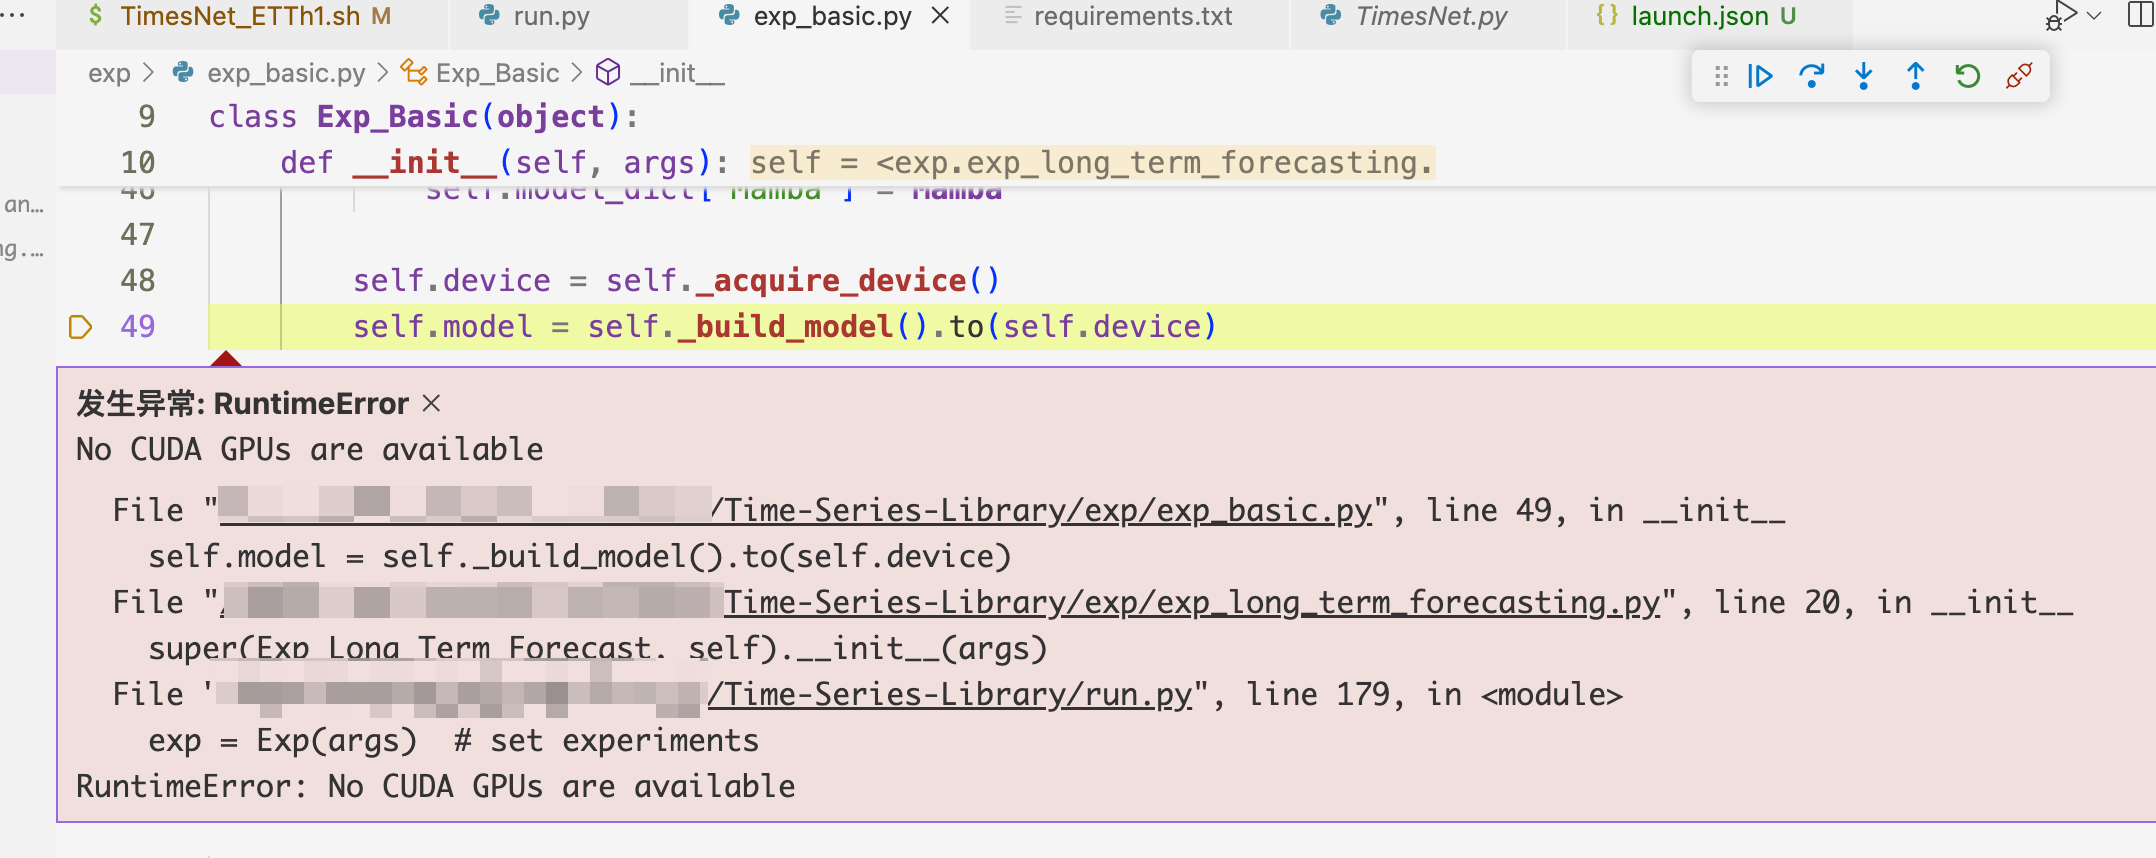 TimesNet_ETTh1.sh M run.py exp_basic.py requirements.txt TimesNet.py launch.json U
exp > exp_basic.py > Exp_Basic > __init__
9 class Exp_Basic(object):
10 def __init__(self, args): self = <exp.exp_long_term_forecasting.
46 self.model_dict['Mamba'] = Mamba
an…
47
ng.…
48 self.device = self._acquire_device()
49 self.model = self._build_model().to(self.device)
发生异常: RuntimeError
No CUDA GPUs are available
File "/Time-Series-Library/exp/exp_basic.py", line 49, in __init__
self.model = self._build_model().to(self.device)
File "/Time-Series-Library/exp/exp_long_term_forecasting.py", line 20, in __init__
super(Exp_Long_Term_Forecast, self).__init__(args)
File "/Time-Series-Library/run.py", line 179, in <module>
exp = Exp(args) # set experiments
RuntimeError: No CUDA GPUs are available